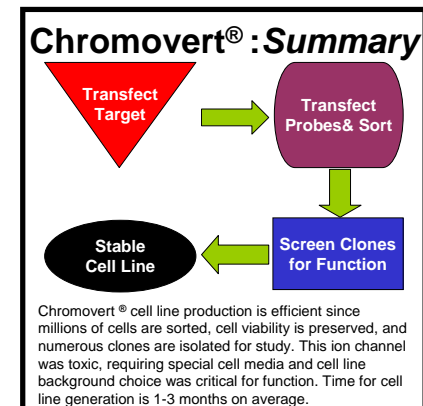 Chromovert® :Summary
Transfect
Target
Transfect
Probes& Sort
Screen Clones
for Function
Stable
Cell Line
Chromovert ® cell line production is efficient since
millions of cells are sorted, cell viability is preserved, and
numerous clones are isolated for study. This ion channel
was toxic, requiring special cell media and cell line
background choice was critical for function. Time for cell
line generation is 1-3 months on average.